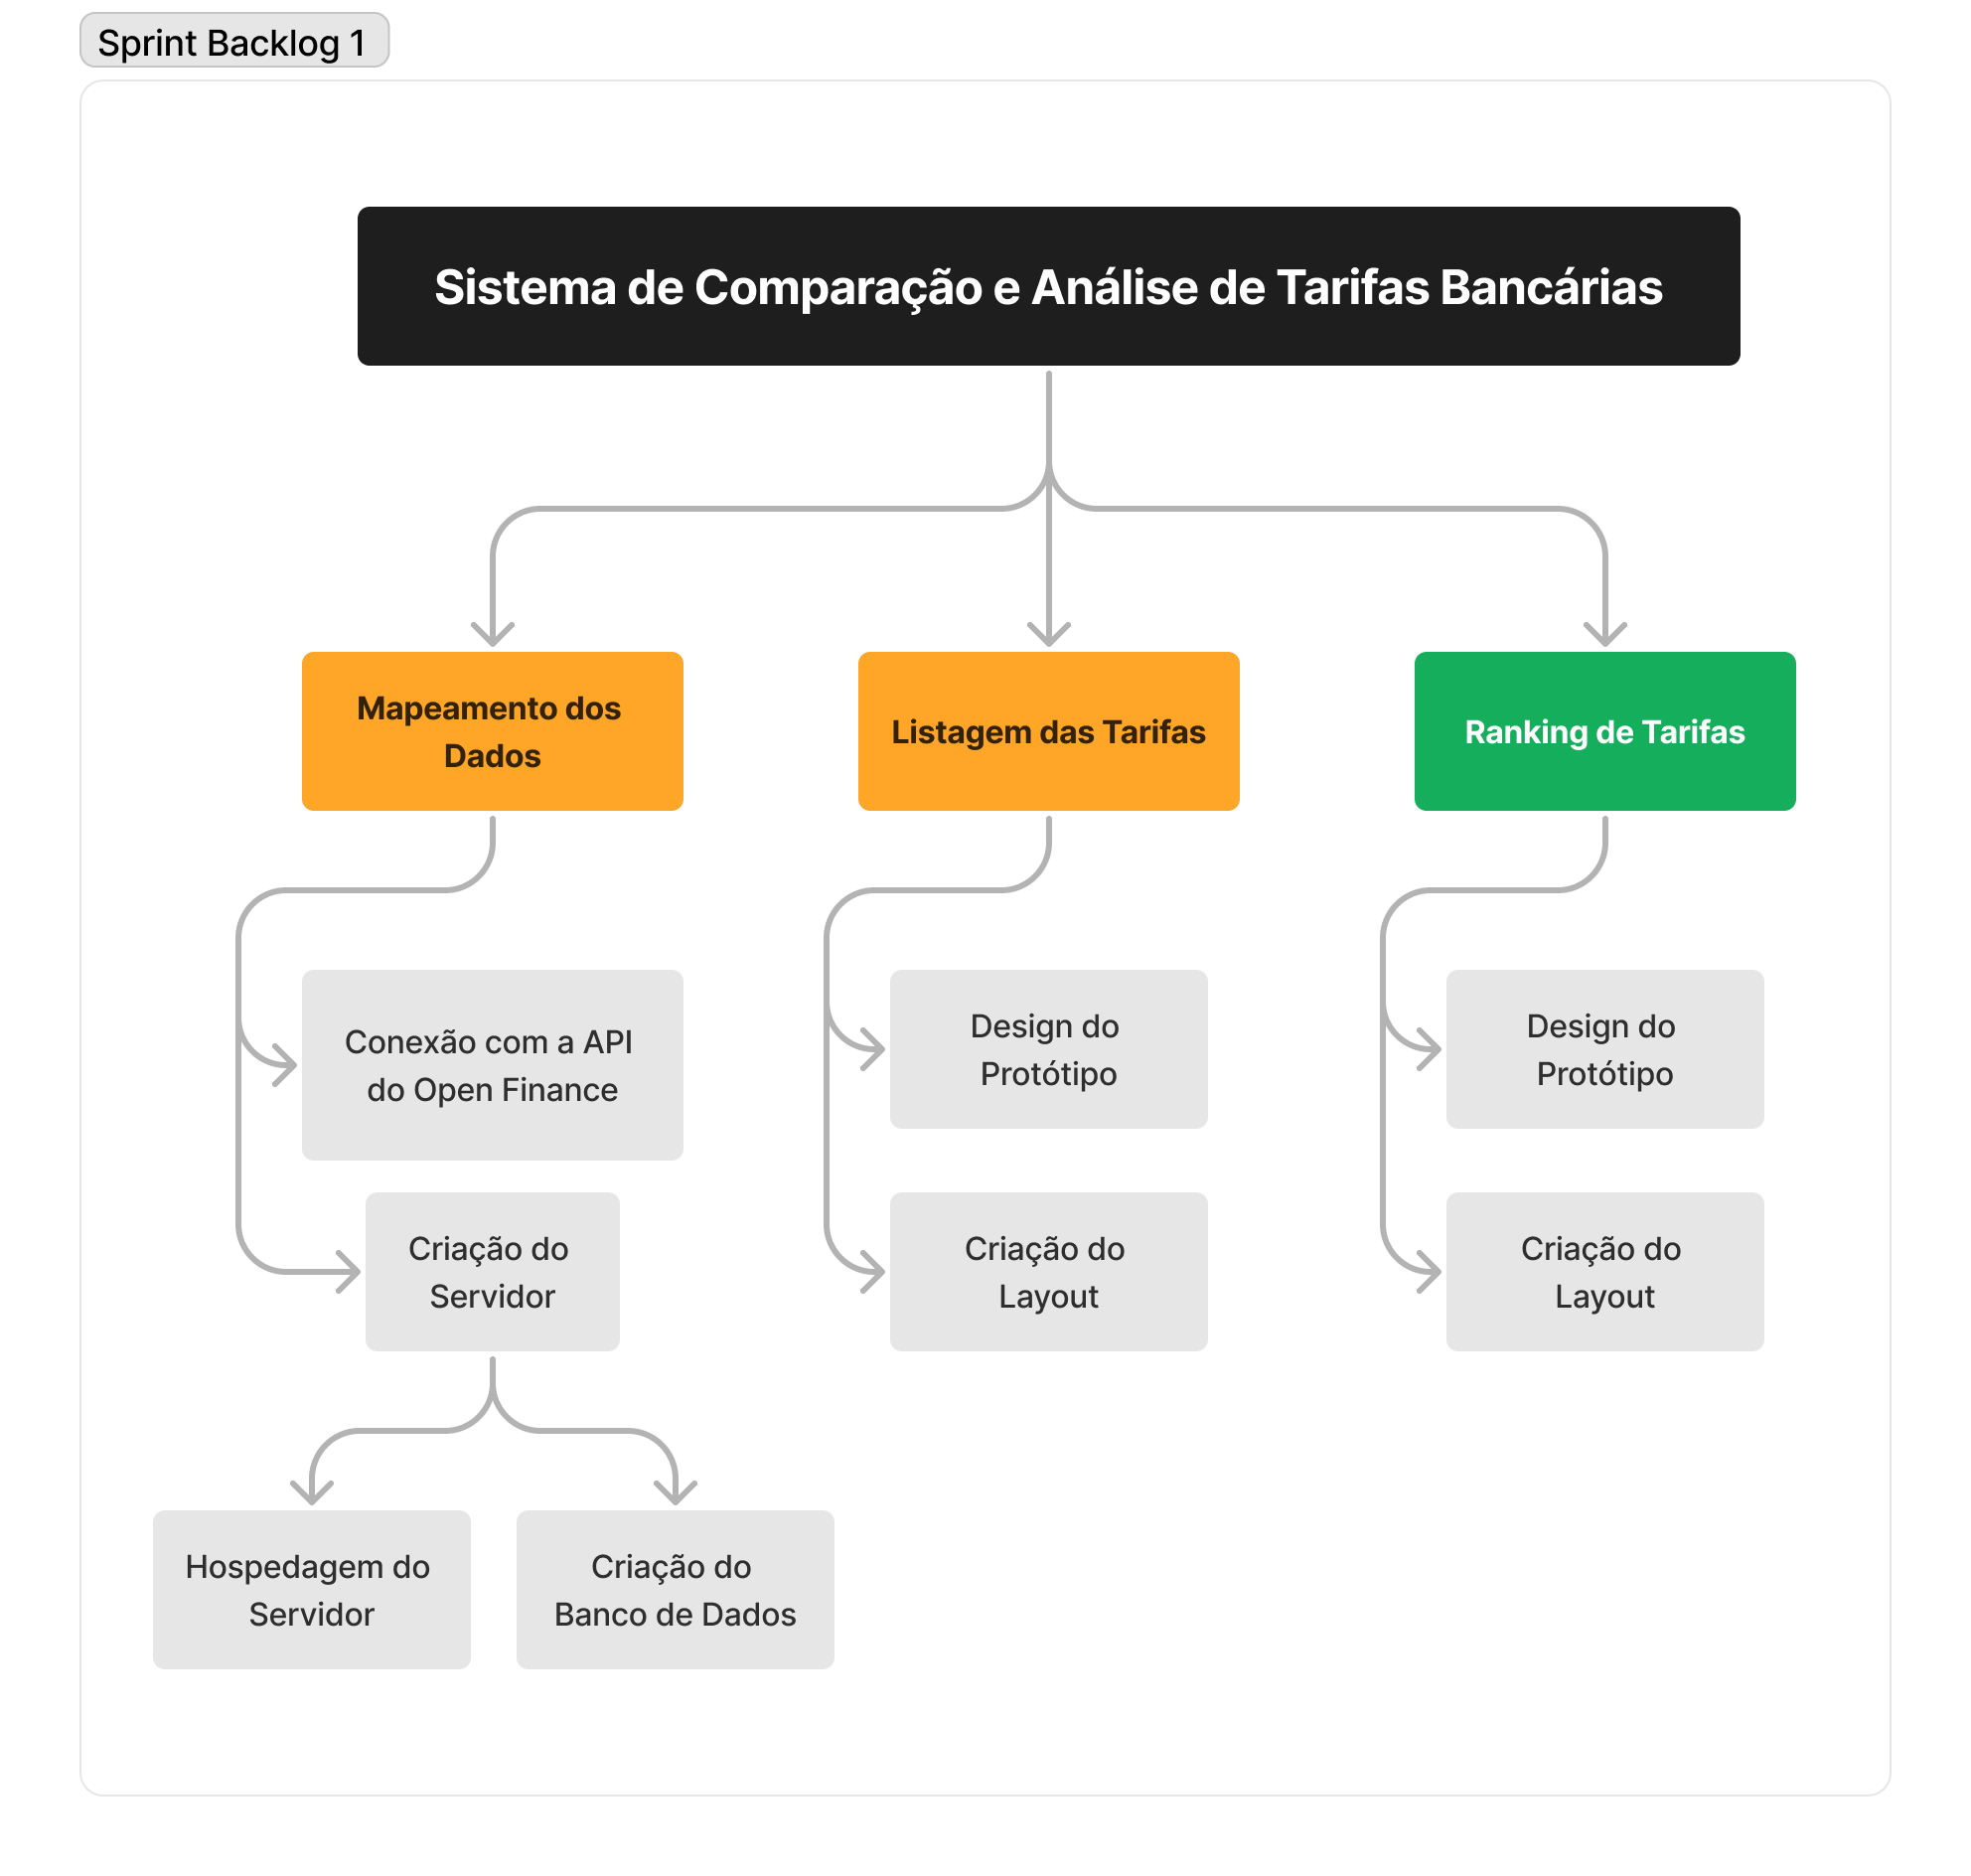 Sprint Backlog 1
Sistema de Comparação e Análise de Tarifas Bancárias
Mapeamento dos
Dados
Listagem das Tarifas
Ranking de Tarifas
Conexão com a API
do Open Finance
Design do
Protótipo
Design do
Protótipo
Criação do
Servidor
Criação do
Layout
Criação do
Layout
Hospedagem do
Servidor
Criação do
Banco de Dados